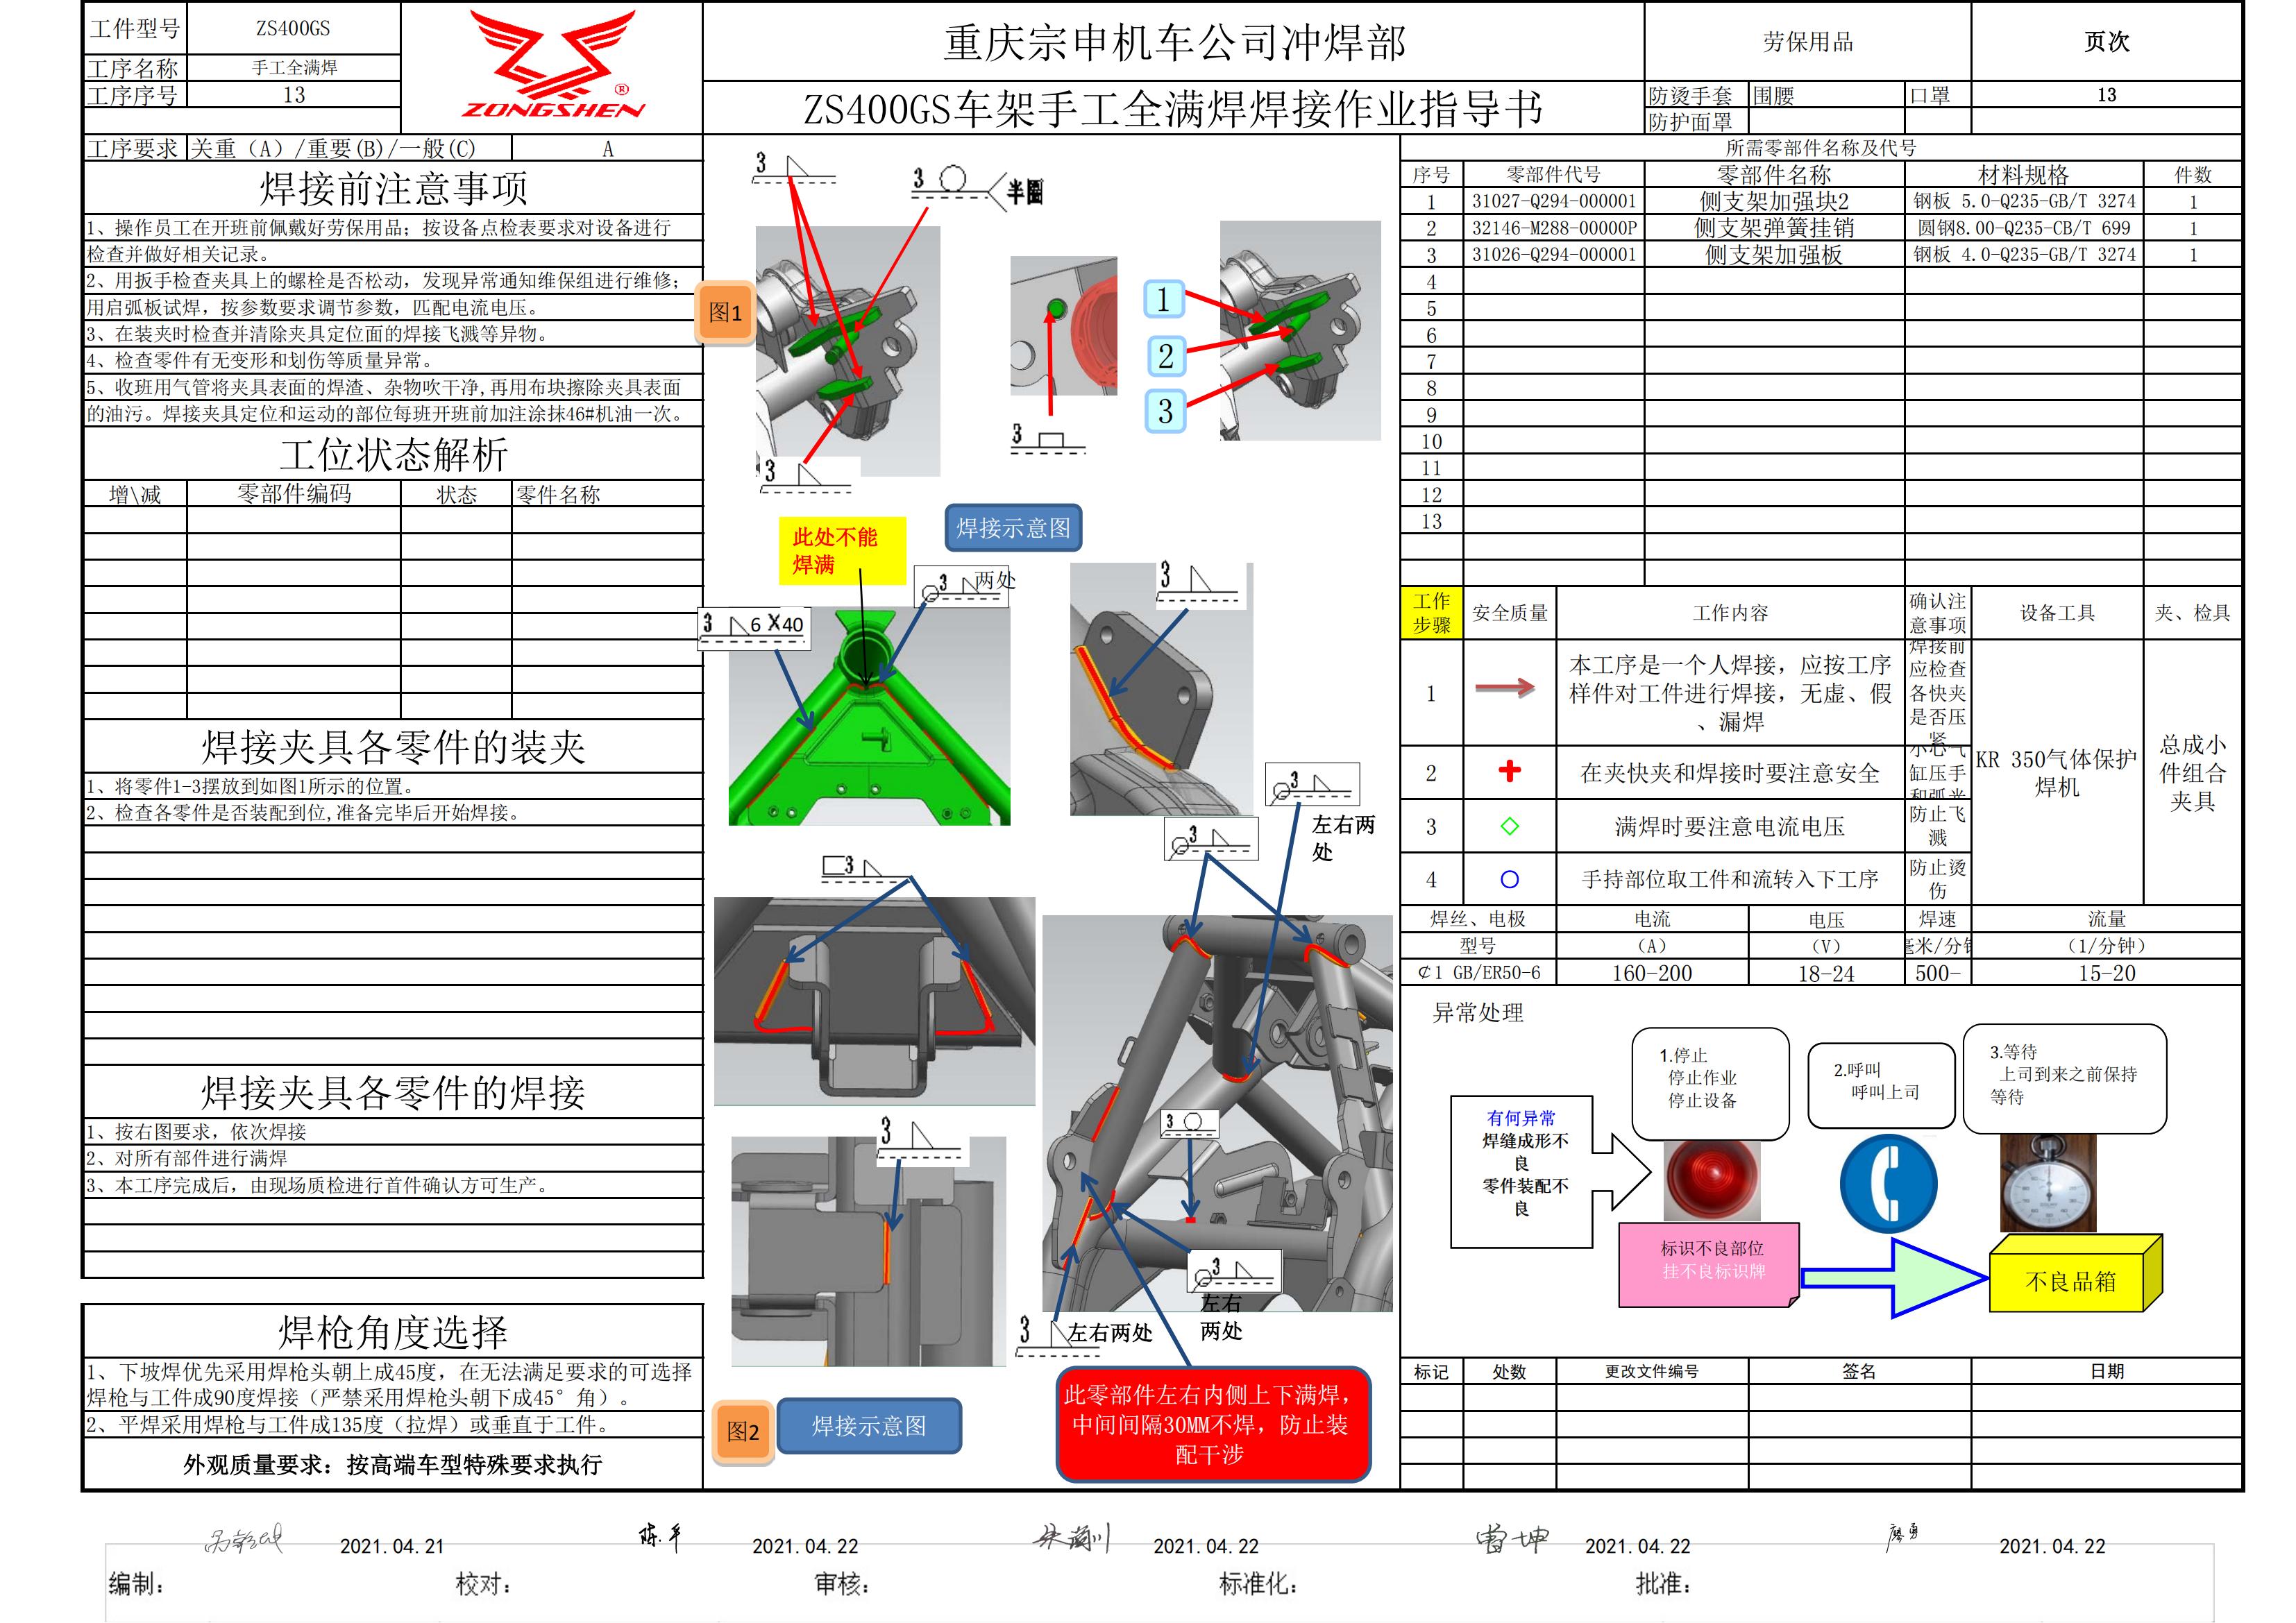 工件型号 ZS400GS
工序名称 手工全满焊
工序序号 13
ZONGSHEN®
重庆宗申机车公司冲焊部
ZS400GS车架手工全满焊焊接作业指导书
劳保用品 页次
防烫手套 围腰 口罩 13
防护面罩
工序要求 关重（A）/重要(B)/一般(C) A
焊接前注意事项
1、操作员工在开班前佩戴好劳保用品；按设备点检表要求对设备进行
检查并做好相关记录。
2、用扳手检查夹具上的螺栓是否松动，发现异常通知维保组进行维修；
用启弧板试焊，按参数要求调节参数，匹配电流电压。
3、在装夹时检查并清除夹具定位面的焊接飞溅等异物。
4、检查零件有无变形和划伤等质量异常。
5、收班用气管将夹具表面的焊渣、杂物吹干净,再用布块擦除夹具表面
的油污。焊接夹具定位和运动的部位每班开班前加注涂抹46#机油一次。
工位状态解析
增\减 零部件编码 状态 零件名称
焊接夹具各零件的装夹
1、将零件1-3摆放到如图1所示的位置。
2、检查各零件是否装配到位,准备完毕后开始焊接。
焊接夹具各零件的焊接
1、按右图要求，依次焊接
2、对所有部件进行满焊
3、本工序完成后，由现场质检进行首件确认方可生产。
焊枪角度选择
1、下坡焊优先采用焊枪头朝上成45度，在无法满足要求的可选择
焊枪与工件成90度焊接（严禁采用焊枪头朝下成45°角）。
2、平焊采用焊枪与工件成135度（拉焊）或垂直于工件。
外观质量要求：按高端车型特殊要求执行
3
3 半圈
图1
1
2
3
3
3
焊接示意图
此处不能
焊满
3 两处
3 6 X40
3
3
左右两
处
3
3
3
3
3
左右
两处
3 左右两处
图2
焊接示意图
此零部件左右内侧上下满焊，
中间间隔30MM不焊，防止装
配干涉
所需零部件名称及代号
序号 零部件代号 零部件名称 材料规格 件数
1 31027-Q294-000001 侧支架加强块2 钢板 5.0-Q235-GB/T 3274 1
2 32146-M288-00000P 侧支架弹簧挂销 圆钢8.00-Q235-CB/T 699 1
3 31026-Q294-000001 侧支架加强板 钢板 4.0-Q235-GB/T 3274 1
4
5
6
7
8
9
10
11
12
13
工作
步骤
安全质量
工作内容
确认注
意事项
设备工具
夹、检具
1
本工序是一个人焊接，应按工序
样件对工件进行焊接，无虚、假
、漏焊
焊接前
应检查
各快夹
是否压
紧
2 在夹快夹和焊接时要注意安全
小心气
缸压手
和弧光
3 满焊时要注意电流电压
防止飞
溅
4 手持部位取工件和流转入下工序
防止烫
伤
KR 350气体保护
焊机
总成小
件组合
夹具
焊丝、电极 电流 电压 焊速 流量
型号 （A） （V） 毫米/分钟 （1/分钟）
¢1 GB/ER50-6 160-200 18-24 500- 15-20
异常处理
1.停止
停止作业
停止设备
2.呼叫
呼叫上司
3.等待
上司到来之前保持
等待
有何异常
焊缝成形不
良
零件装配不
良
标识不良部位
挂不良标识牌
不良品箱
标记 处数 更改文件编号 签名 日期
2021.04.21 陈平 2021.04.22 2021.04.22 雷坤 2021.04.22 廖勇 2021.04.22
编制： 校对： 审核： 标准化： 批准：